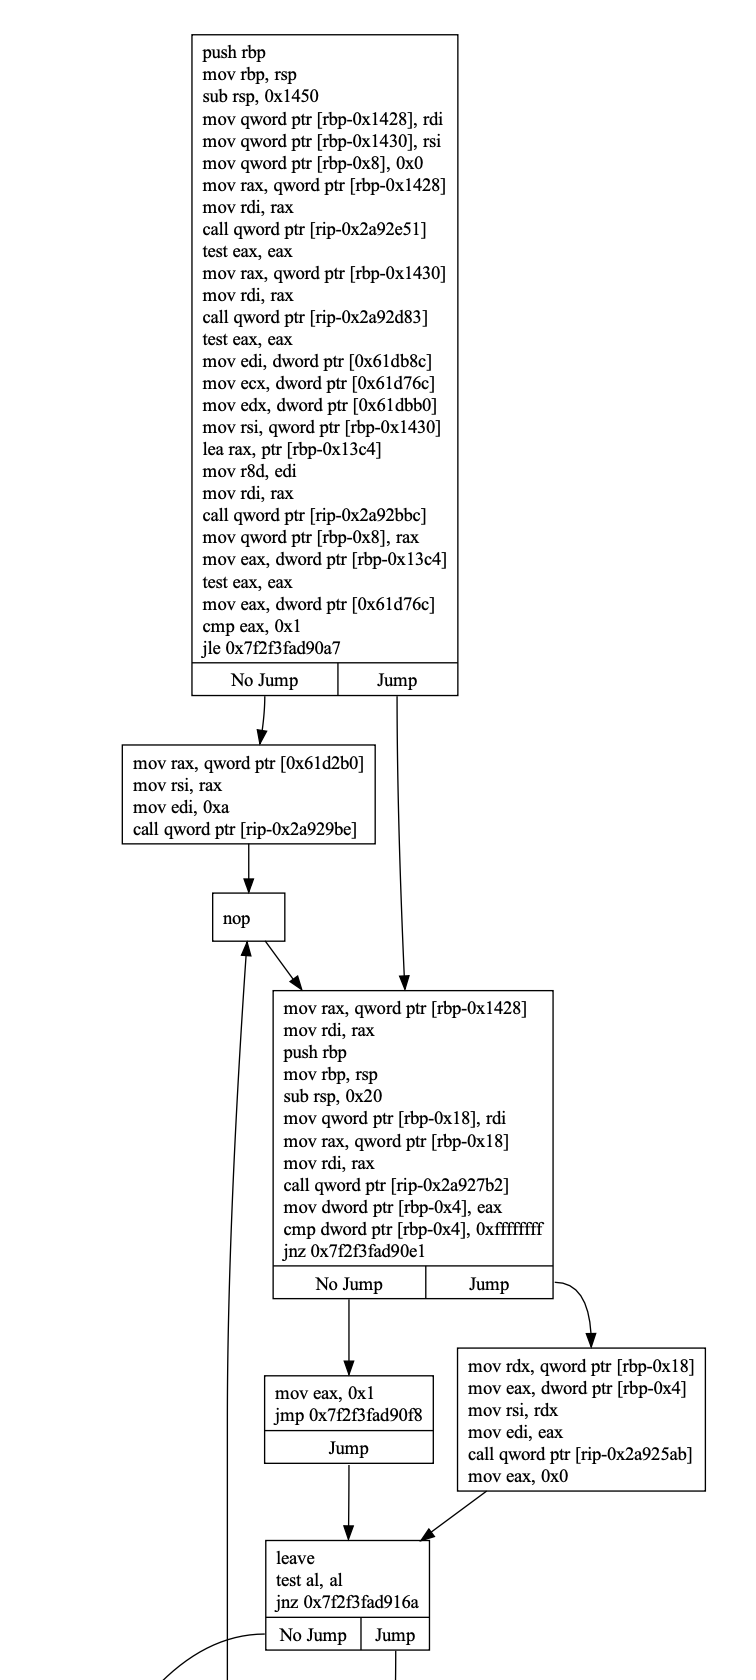 push rbp
mov rbp, rsp
sub rsp, 0x1450
mov qword ptr [rbp-0x1428], rdi
mov qword ptr [rbp-0x1430], rsi
mov qword ptr [rbp-0x8], 0x0
mov rax, qword ptr [rbp-0x1428]
mov rdi, rax
call qword ptr [rip-0x2a92e51]
test eax, eax
mov rax, qword ptr [rbp-0x1430]
mov rdi, rax
call qword ptr [rip-0x2a92d83]
test eax, eax
mov edi, dword ptr [0x61db8c]
mov ecx, dword ptr [0x61d76c]
mov edx, dword ptr [0x61dbb0]
mov rsi, qword ptr [rbp-0x1430]
lea rax, ptr [rbp-0x13c4]
mov r8d, edi
mov rdi, rax
call qword ptr [rip-0x2a92bbc]
mov qword ptr [rbp-0x8], rax
mov eax, dword ptr [rbp-0x13c4]
test eax, eax
mov eax, dword ptr [0x61d76c]
cmp eax, 0x1
jle 0x7f2f3fad90a7
No Jump Jump
mov rax, qword ptr [0x61d2b0]
mov rsi, rax
mov edi, 0xa
call qword ptr [rip-0x2a929be]
nop
mov rax, qword ptr [rbp-0x1428]
mov rdi, rax
push rbp
mov rbp, rsp
sub rsp, 0x20
mov qword ptr [rbp-0x18], rdi
mov rax, qword ptr [rbp-0x18]
mov rdi, rax
call qword ptr [rip-0x2a927b2]
mov dword ptr [rbp-0x4], eax
cmp dword ptr [rbp-0x4], 0xffffffff
jnz 0x7f2f3fad90e1
No Jump Jump
mov eax, 0x1
jmp 0x7f2f3fad90f8
Jump
mov rdx, qword ptr [rbp-0x18]
mov eax, dword ptr [rbp-0x4]
mov rsi, rdx
mov edi, eax
call qword ptr [rip-0x2a925ab]
mov eax, 0x0
leave
test al, al
jnz 0x7f2f3fad916a
No Jump Jump